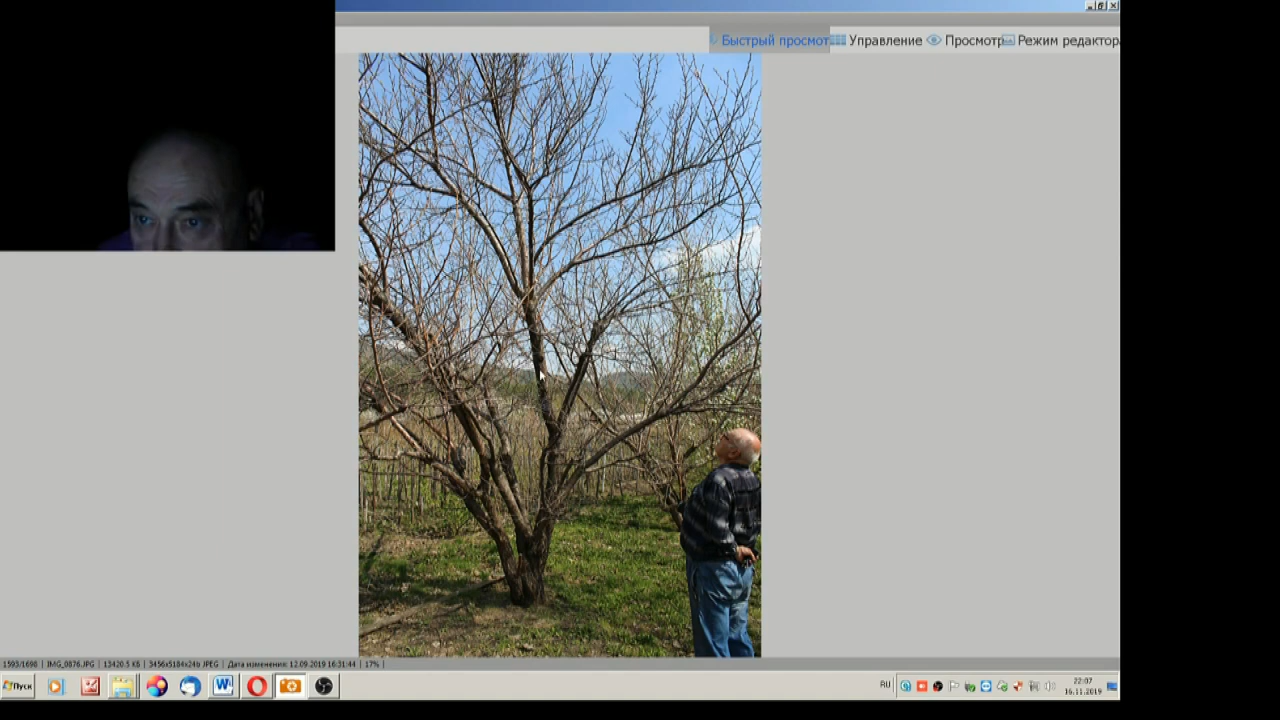 Быстрый просмот Управление Просмотр Режим редактор
1593/1698 | IMG_0876.JPG | 13420.5 КБ | 3456x5184x24b JPEG | Дата изменения: 12.09.2019 16:31:44 | 17% |
Пуск
W
RU
22:07
16.11.2019